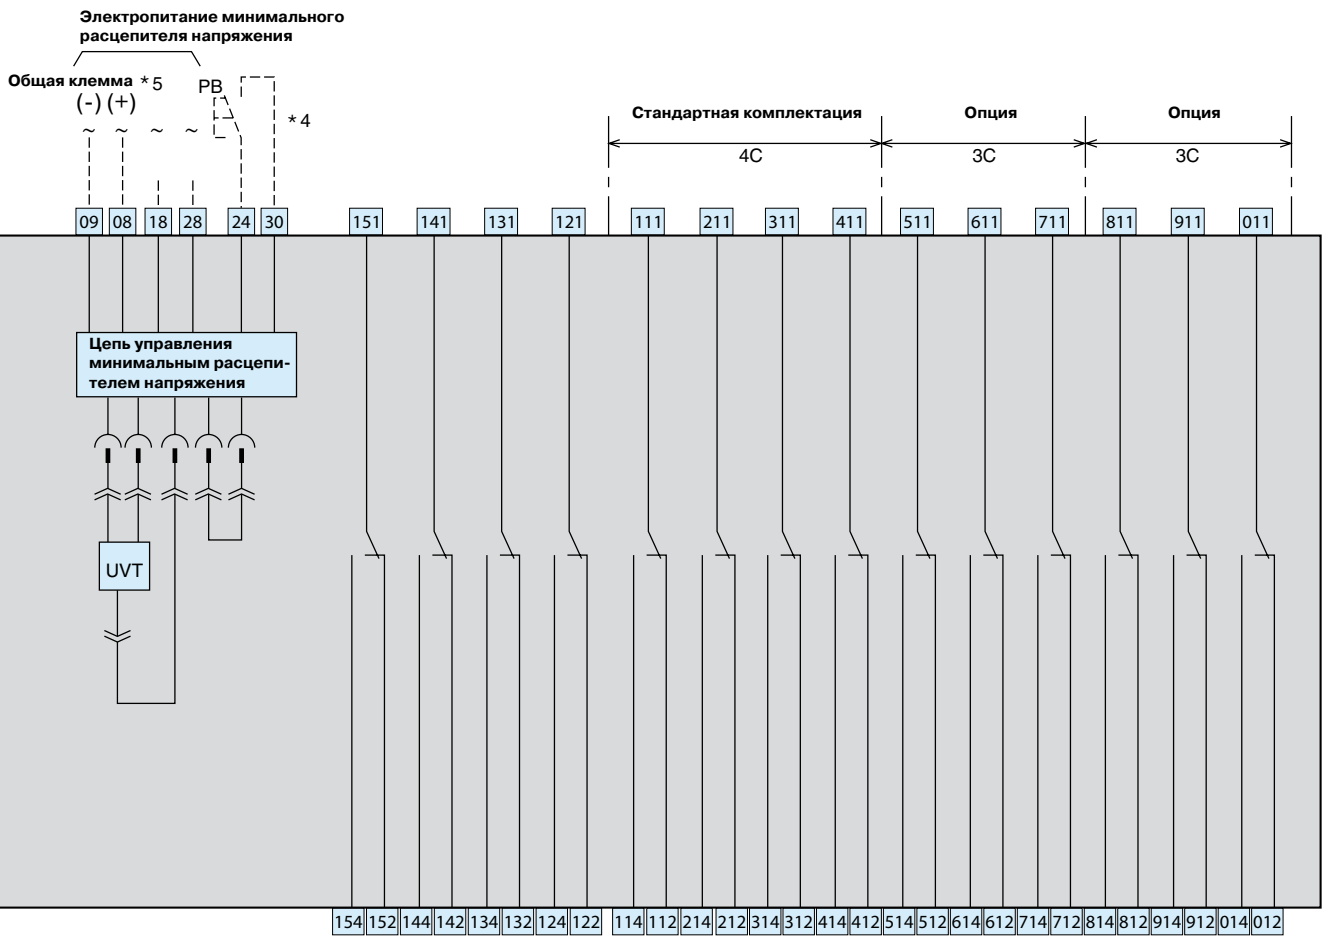 Электропитание минимального
расцепителя напряжения
Общая клемма *5
(-) (+)
PB
*4
~ ~ ~ ~
Стандартная комплектация
Опция
Опция
4C
3C
3C
09 08 18 28 24 30 151 141 131 121 111 211 311 411 511 611 711 811 911 011
Цепь управления
минимальным расцепи-
телем напряжения
UVT
154 152 144 142 134 132 124 122 114 112 214 212 314 312 414 412 514 512 614 612 714 712 814 812 914 912 014 012